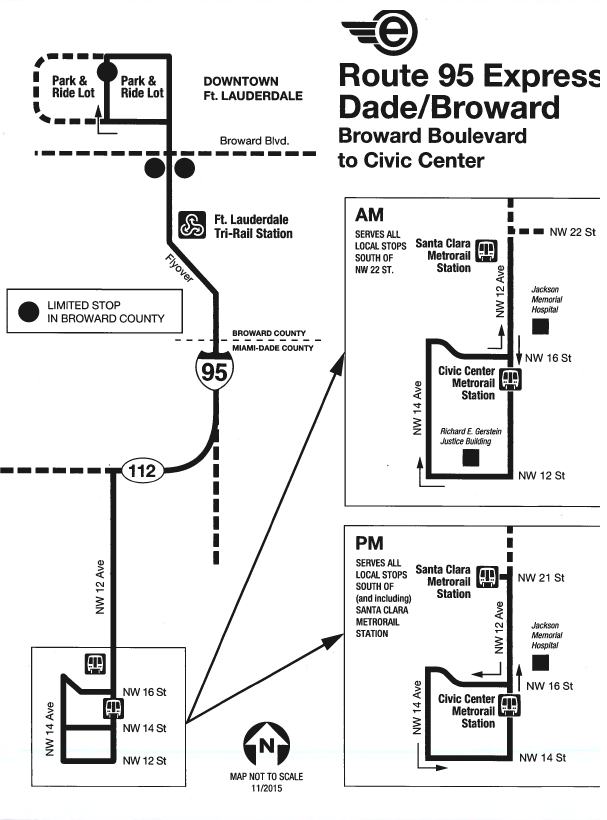 e
Route 95 Express
Dade/Broward
Broward Boulevard
to Civic Center
Park &
Ride Lot
Park &
Ride Lot
DOWNTOWN
Ft. LAUDERDALE
Broward Blvd.
Ft. Lauderdale
Tri-Rail Station
Flyover
LIMITED STOP
IN BROWARD COUNTY
BROWARD COUNTY
MIAMI-DADE COUNTY
95
112
NW 12 Ave
NW 16 St
NW 14 Ave
NW 14 St
NW 12 St
N
MAP NOT TO SCALE
11/2015
AM
SERVES ALL
LOCAL STOPS
SOUTH OF
NW 22 ST.
NW 22 St
Santa Clara
Metrorail
Station
NW 12 Ave
Jackson
Memorial
Hospital
NW 16 St
Civic Center
Metrorail
Station
NW 14 Ave
Richard E. Gerstein
Justice Building
NW 12 St
PM
SERVES ALL
LOCAL STOPS
SOUTH OF
(and including)
SANTA CLARA
METRORAIL
STATION
Santa Clara
Metrorail
Station
NW 21 St
NW 12 Ave
Jackson
Memorial
Hospital
NW 16 St
Civic Center
Metrorail
Station
NW 14 Ave
NW 14 St